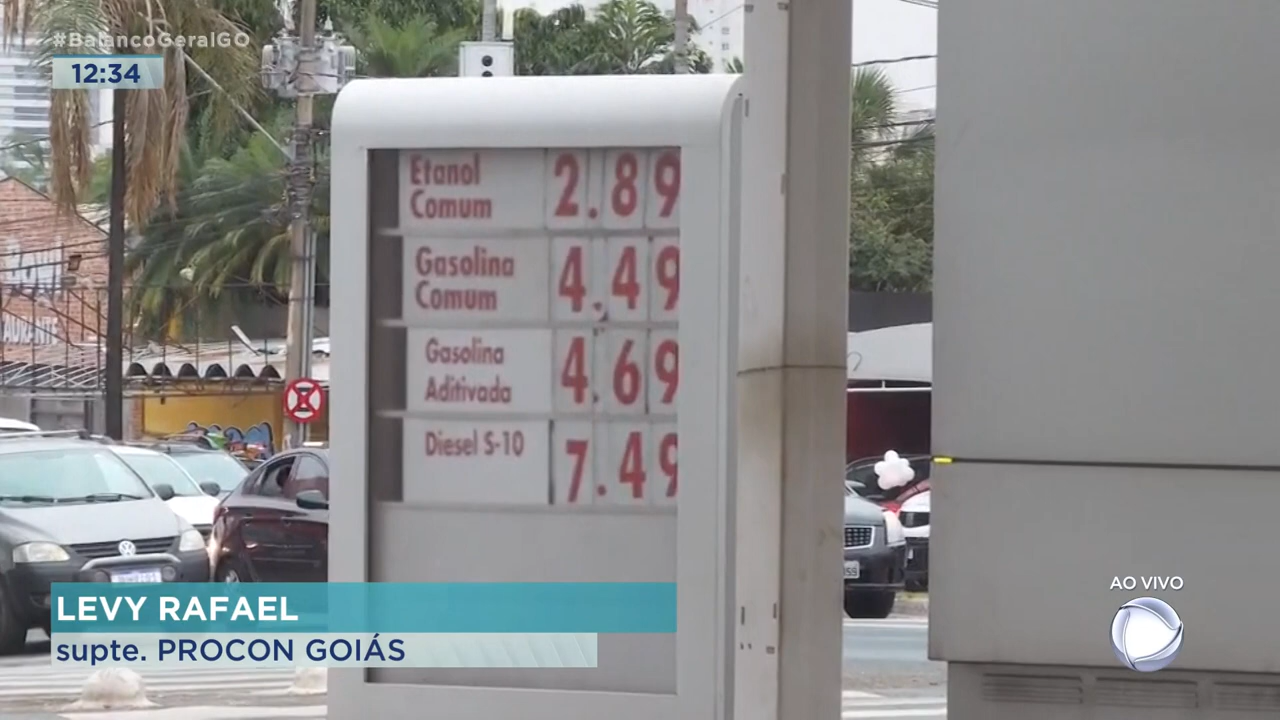 #BalancoGeralGO
12:34
Etanol
Comum
2.89
Gasolina
Comum
4.49
Gasolina
Aditivada
4.69
Diesel S-10
7.49
LEVY RAFAEL
supte. PROCON GOIÁS
AO VIVO